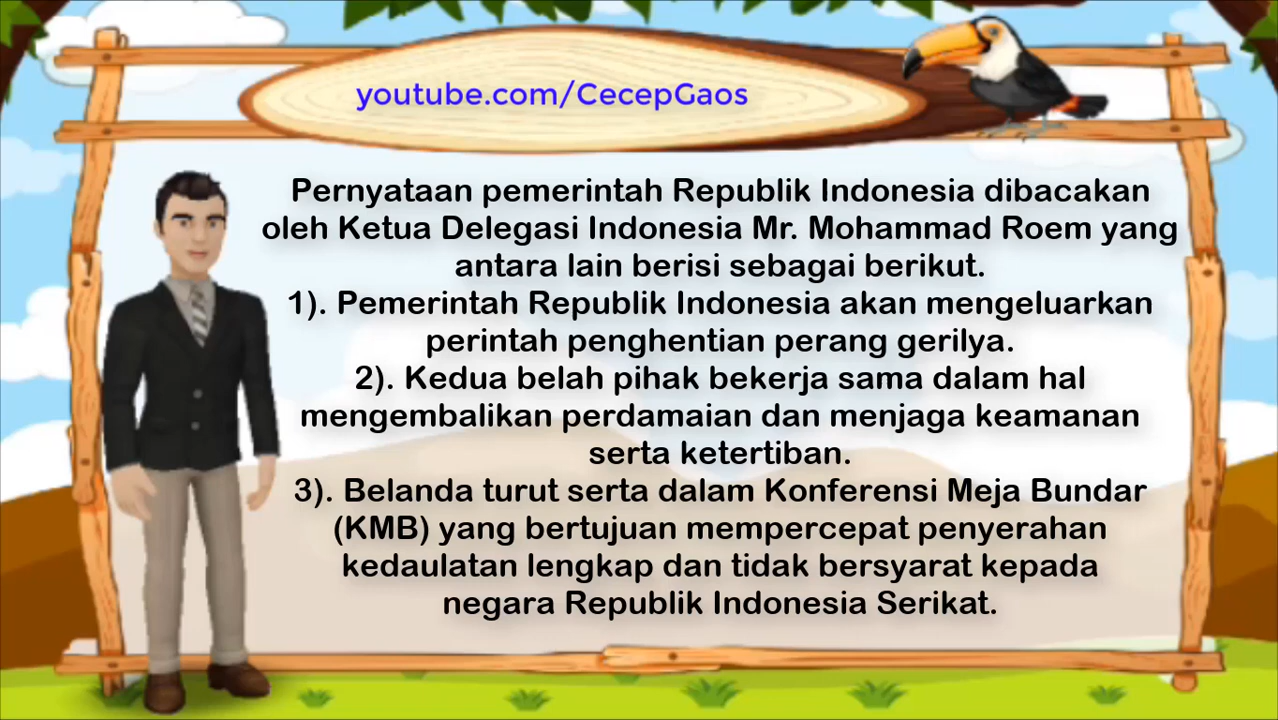 youtube.com/CecepGaos
Pernyataan pemerintah Republik Indonesia dibacakan
oleh Ketua Delegasi Indonesia Mr. Mohammad Roem yang
antara lain berisi sebagai berikut.
1). Pemerintah Republik Indonesia akan mengeluarkan
perintah penghentian perang gerilya.
2). Kedua belah pihak bekerja sama dalam hal
mengembalikan perdamaian dan menjaga keamanan
serta ketertiban.
3). Belanda turut serta dalam Konferensi Meja Bundar
(KMB) yang bertujuan mempercepat penyerahan
kedaulatan lengkap dan tidak bersyarat kepada
negara Republik Indonesia Serikat.